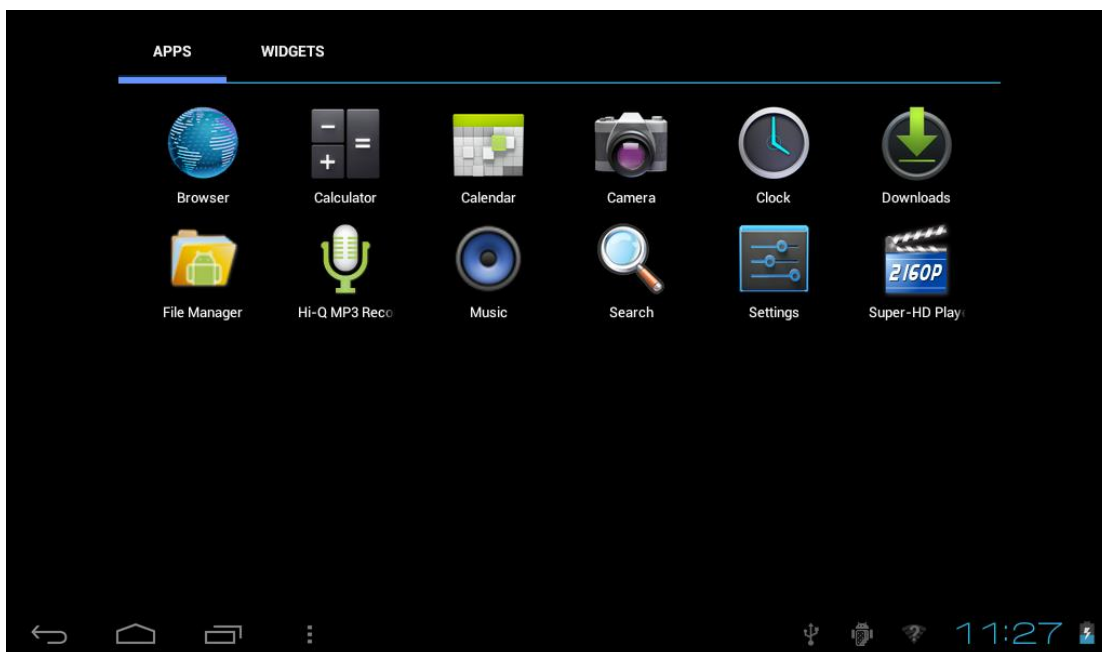 APPS WIDGETS
Browser Calculator Calendar Camera Clock Downloads
2160P
File Manager Hi-Q MP3 Reco Music Search Settings Super-HD Play
11:27